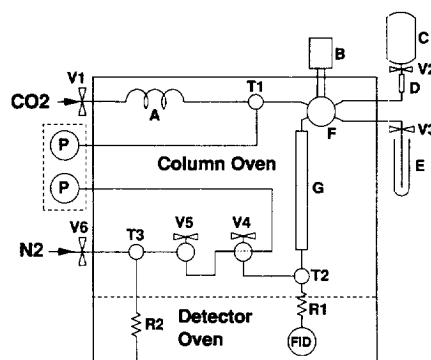 B
C
V1
T1
V2
D
CO2
A
F
V3
P
Column Oven
E
P
G
V6
V5
V4
N2
T3
T2
R1
R2
Detector
Oven
FID